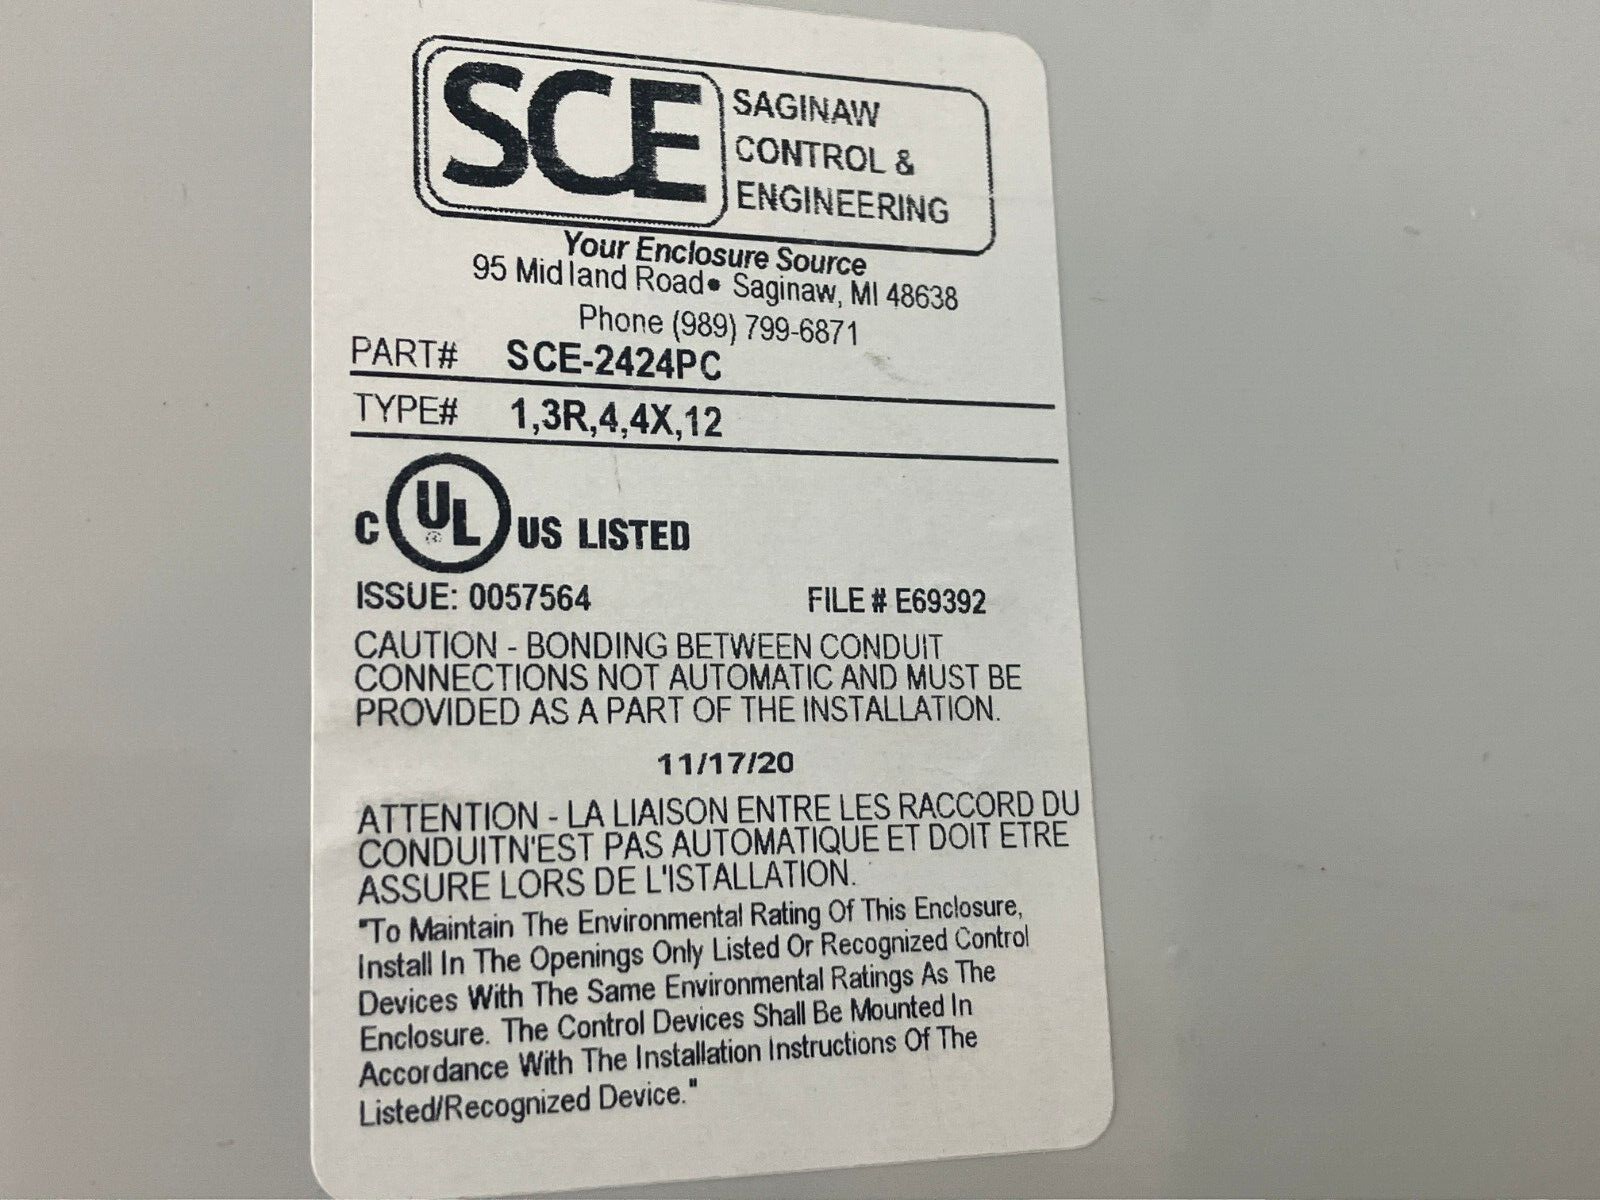 SCE
SAGINAW
CONTROL &
ENGINEERING
Your Enclosure Source
95 Midland Road• Saginaw, MI 48638
Phone (989) 799-6871
PART# SCE-2424PC
TYPE# 1,3R,4,4X,12
C UL US LISTED
ISSUE: 0057564 FILE # E69392
CAUTION - BONDING BETWEEN CONDUIT
CONNECTIONS NOT AUTOMATIC AND MUST BE
PROVIDED AS A PART OF THE INSTALLATION.
11/17/20
ATTENTION - LA LIAISON ENTRE LES RACCORD DU
CONDUITN'EST PAS AUTOMATIQUE ET DOIT ETRE
ASSURE LORS DE L'ISTALLATION.
"To Maintain The Environmental Rating Of This Enclosure,
Install In The Openings Only Listed Or Recognized Control
Devices With The Same Environmental Ratings As The
Enclosure. The Control Devices Shall Be Mounted In
Accordance With The Installation Instructions Of The
Listed/Recognized Device."